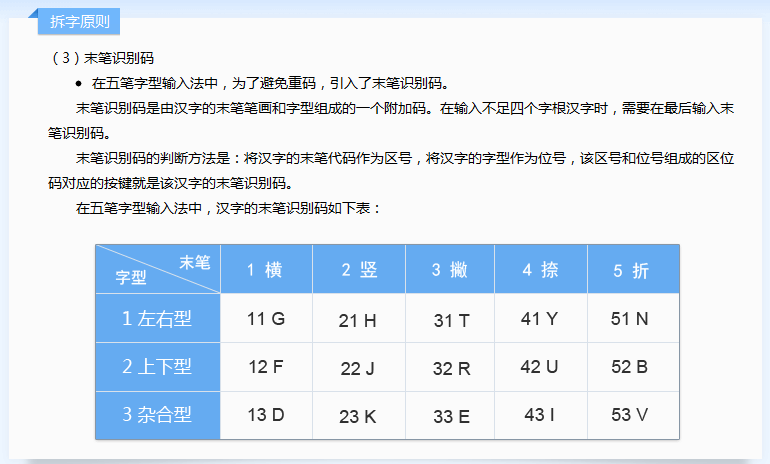 拆字原则
（3）末笔识别码
● 在五笔字型输入法中，为了避免重码，引入了末笔识别码。
末笔识别码是由汉字的末笔笔画和字型组成的一个附加码。在输入不足四个字根汉字时，需要在最后输入末
笔识别码。
末笔识别码的判断方法是：将汉字的末笔代码作为区号，将汉字的字型作为位号，该区号和位号组成的区位
码对应的按键就是该汉字的末笔识别码。
在五笔字型输入法中，汉字的末笔识别码如下表：
末笔 字型 1 横 2 竖 3 撇 4 捺 5 折
1 左右型 11 G 21 H 31 T 41 Y 51 N
2 上下型 12 F 22 J 32 R 42 U 52 B
3 杂合型 13 D 23 K 33 E 43 I 53 V